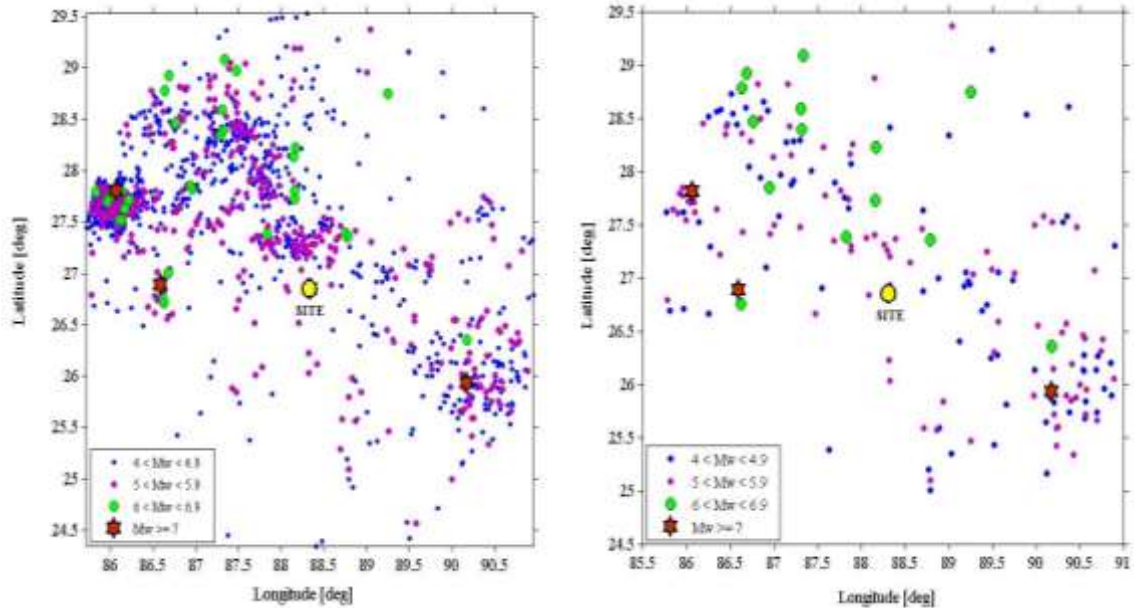 29.5
29
28.5
28
27.5
27
26.5
26
25.5
25
24.5
Latitude [deg]
SITE
4 < Mw < 4.9
5 < Mw < 5.9
6 < Mw < 6.9
Mw >= 7
86 86.5 87 87.5 88 88.5 89 89.5 90 90.5
Longitude [deg]
29.5
29
28.5
28
27.5
27
26.5
26
25.5
25
24.5
Latitude [deg]
SITE
4 < Mw < 4.9
5 < Mw < 5.9
6 < Mw < 6.9
Mw >= 7
85.5 86 86.5 87 87.5 88 88.5 89 89.5 90 90.5 91
Longitude [deg]